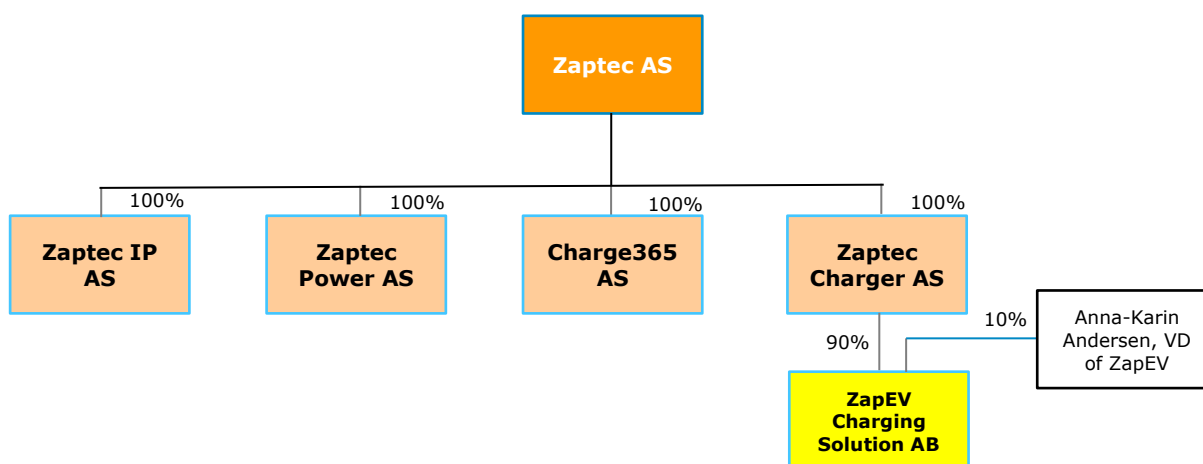 Zaptec AS
100%
100%
100%
100%
Zaptec IP
AS
Zaptec
Power AS
Charge365
AS
Zaptec
Charger AS
90%
10%
Anna-Karin
Andersen, VD
of ZapEV
ZapEV
Charging
Solution AB